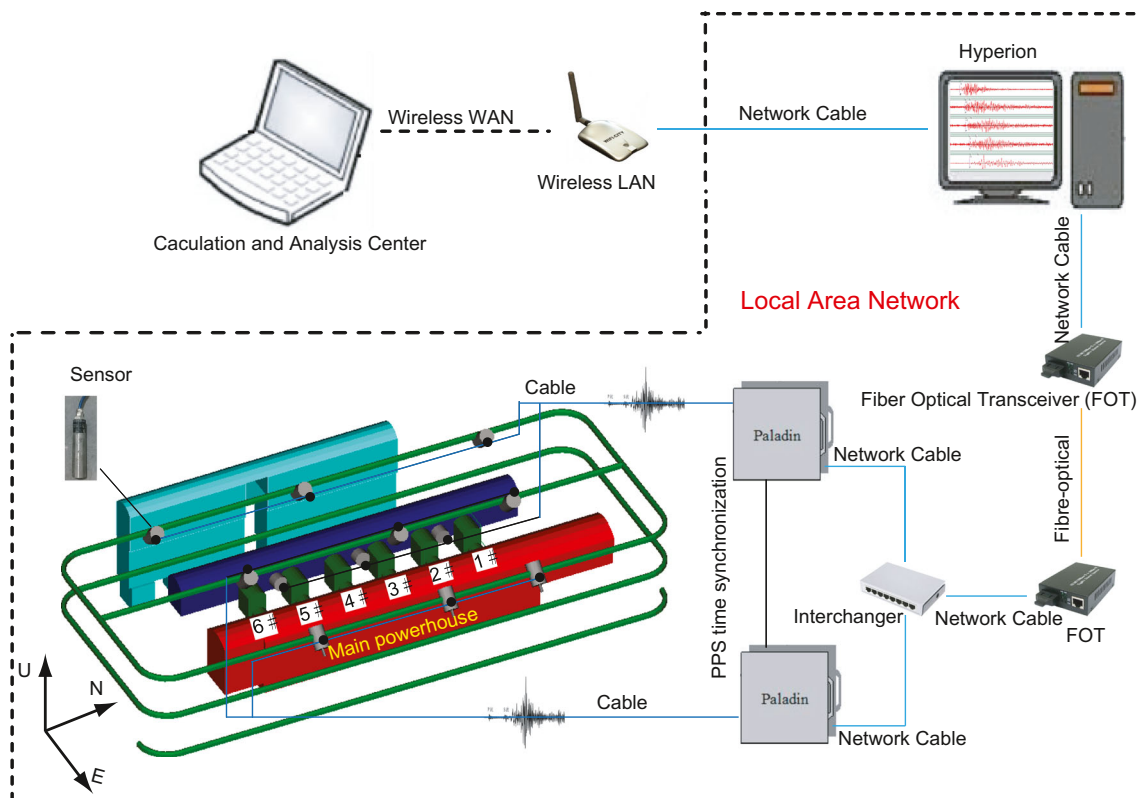 Hyperion
Wireless WAN
Network Cable
Wireless LAN
Caculation and Analysis Center
Network Cable
Local Area Network
Sensor
Cable
Fiber Optical Transceiver (FOT)
Paladin
Network Cable
PPS time synchronization
Fibre-optical
1#
2#
3#
4#
5#
6#
Main powerhouse
Interchanger
Network Cable
FOT
U
N
E
Cable
Paladin
Network Cable